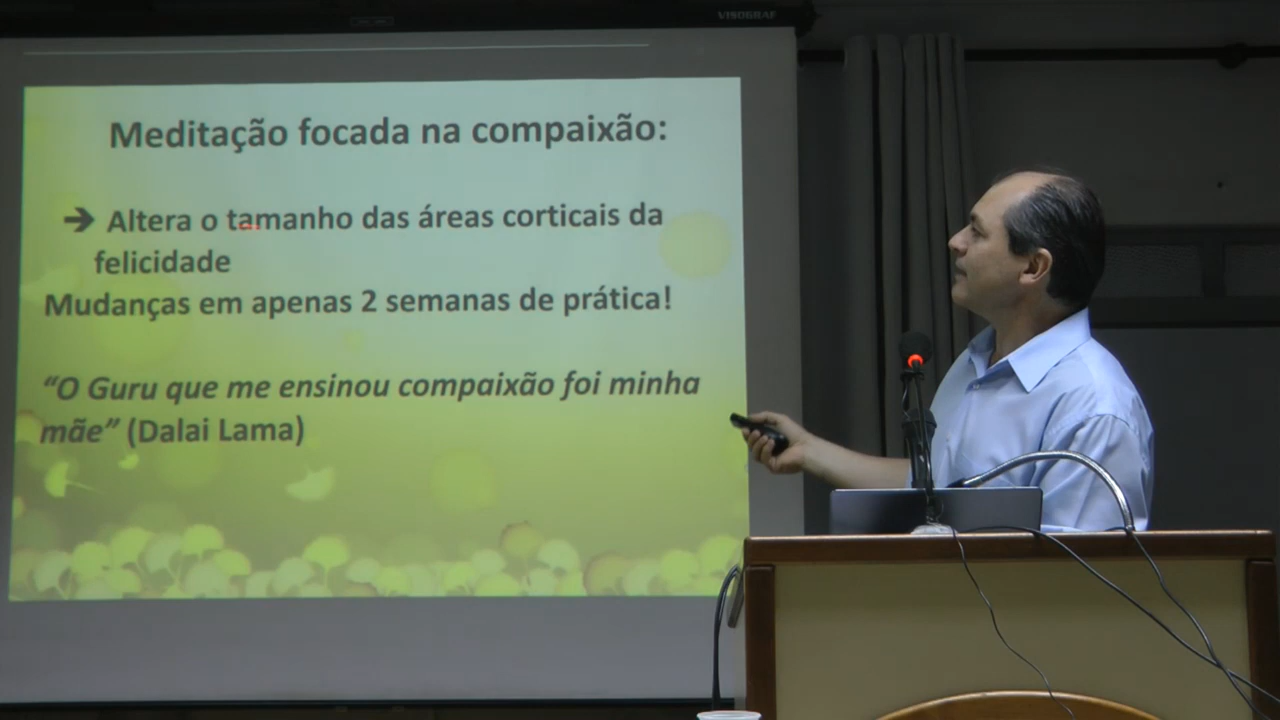 VISOGRAF
Meditação focada na compaixão:
➔ Altera o tamanho das áreas corticais da
felicidade
Mudanças em apenas 2 semanas de prática!
“O Guru que me ensinou compaixão foi minha
mãe” (Dalai Lama)